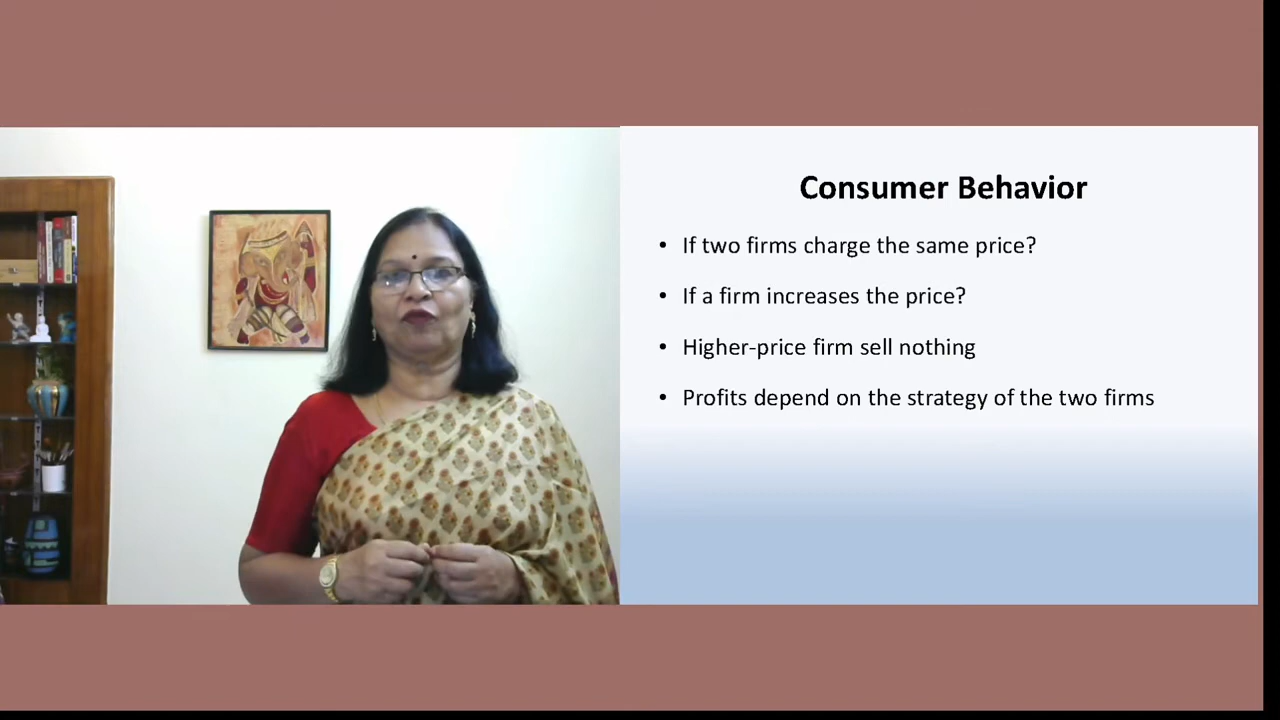 Consumer Behavior
• If two firms charge the same price?
• If a firm increases the price?
• Higher-price firm sell nothing
• Profits depend on the strategy of the two firms